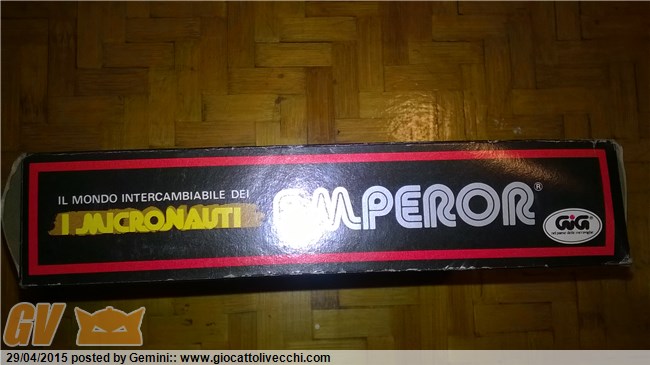 IL MONDO INTERCAMBIABILE DEI
I MICRONAUTI
EMPEROR®
GiG
GV
29/04/2015 posted by Gemini:: www.giocattolivecchi.com